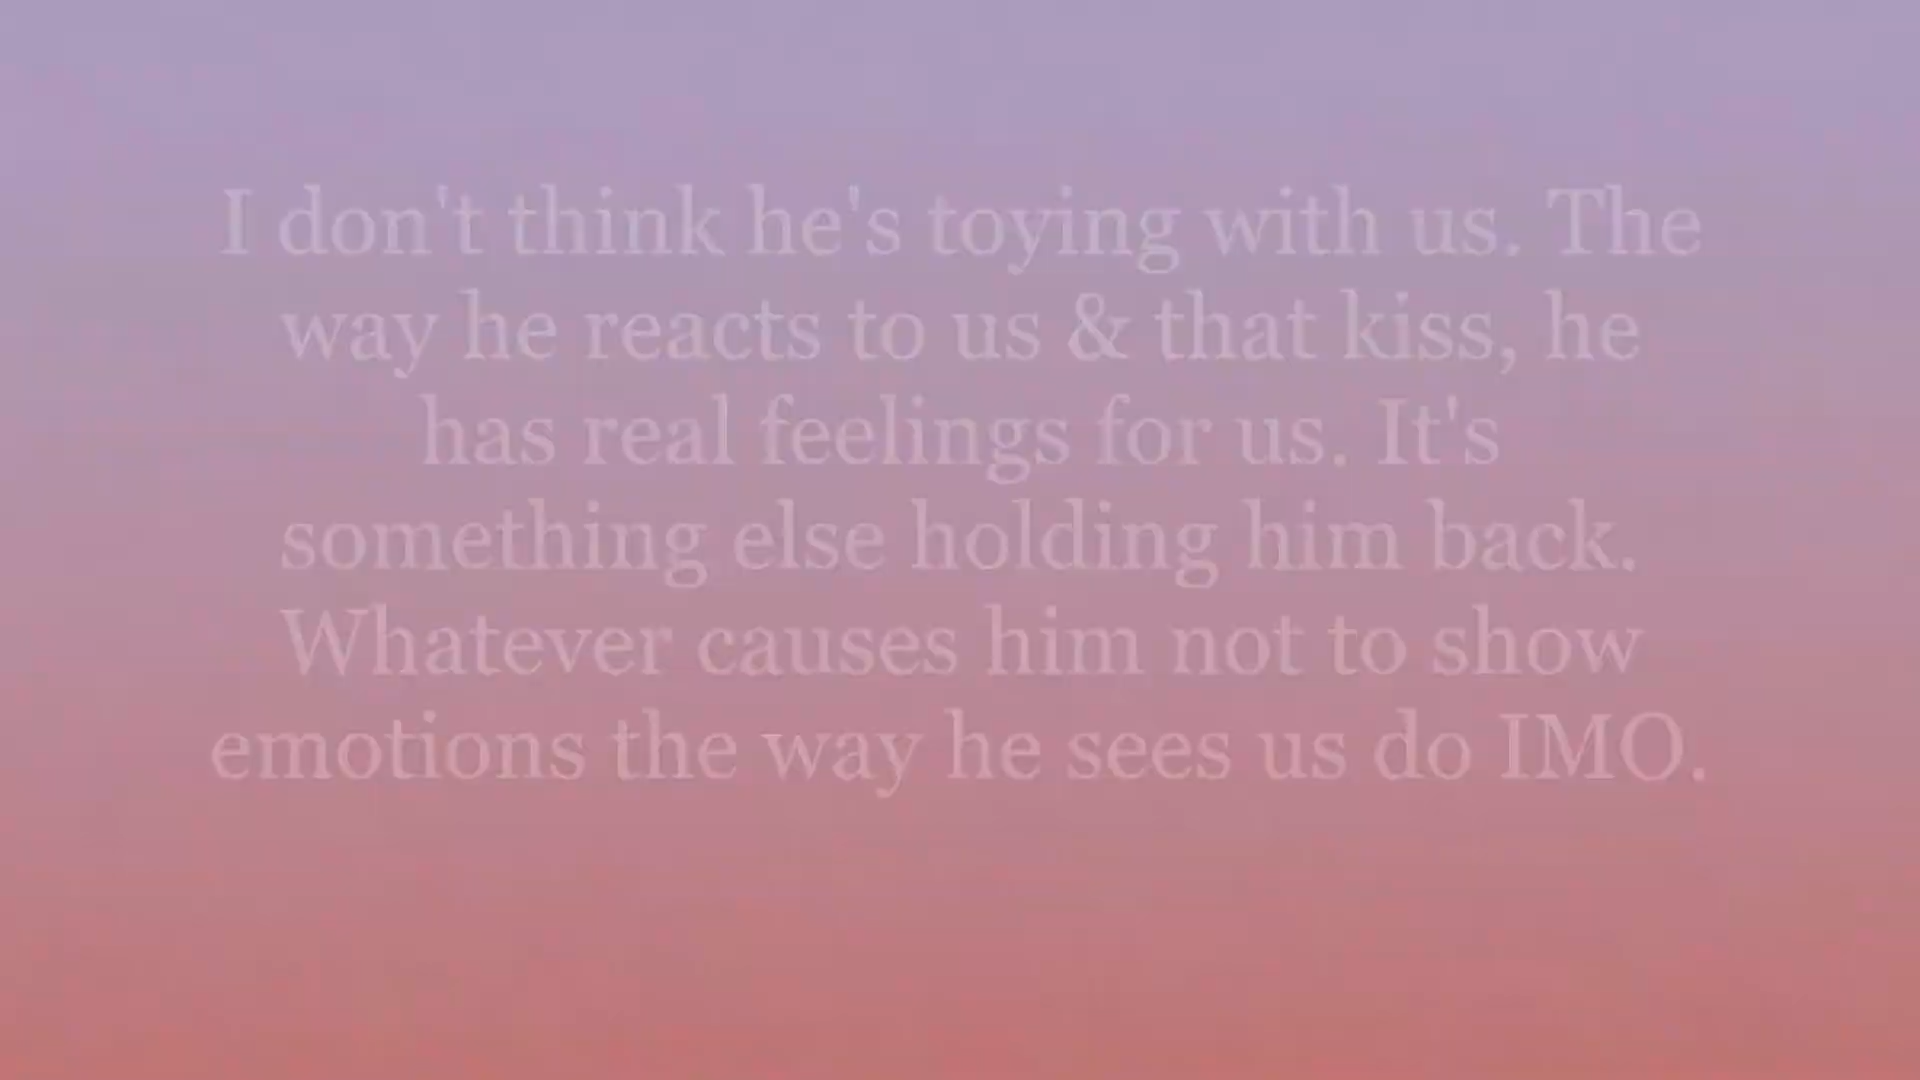 I don't think he's toying with us. The
way he reacts to us & that kiss, he
has real feelings for us. It's
something else holding him back.
Whatever causes him not to show
emotions the way he sees us do IMO.